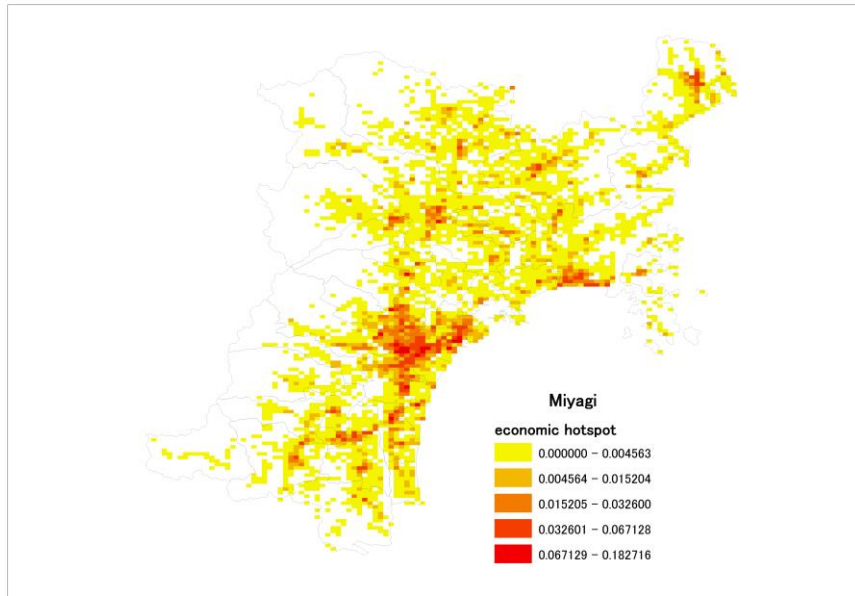 Miyagi
economic hotspot
0.000000 - 0.004563
0.004564 - 0.015204
0.015205 - 0.032600
0.032601 - 0.067128
0.067129 - 0.182716